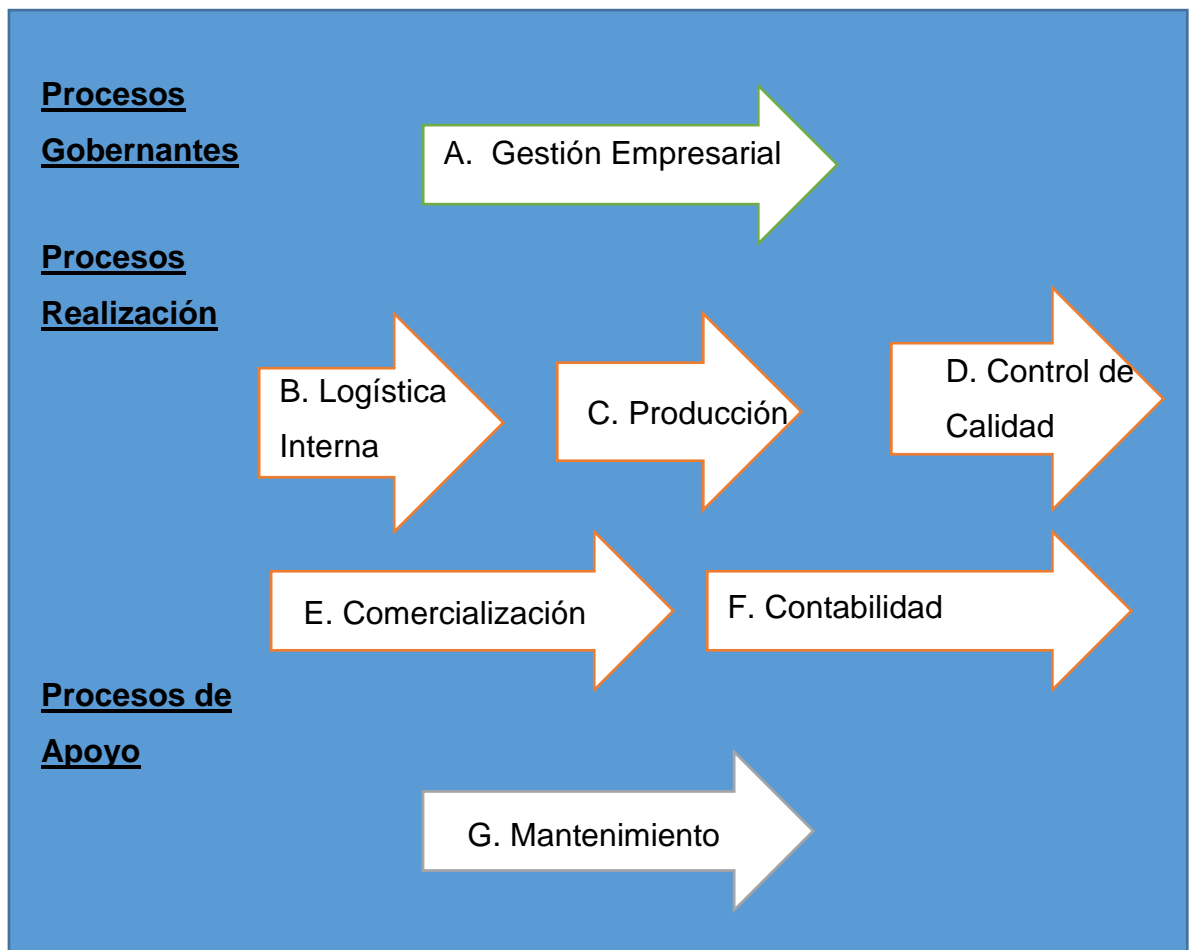 Procesos
Gobernantes
A. Gestión Empresarial
Procesos
Realización
B. Logística
Interna
C. Producción
D. Control de
Calidad
E. Comercialización
F. Contabilidad
Procesos de
Apoyo
G. Mantenimiento